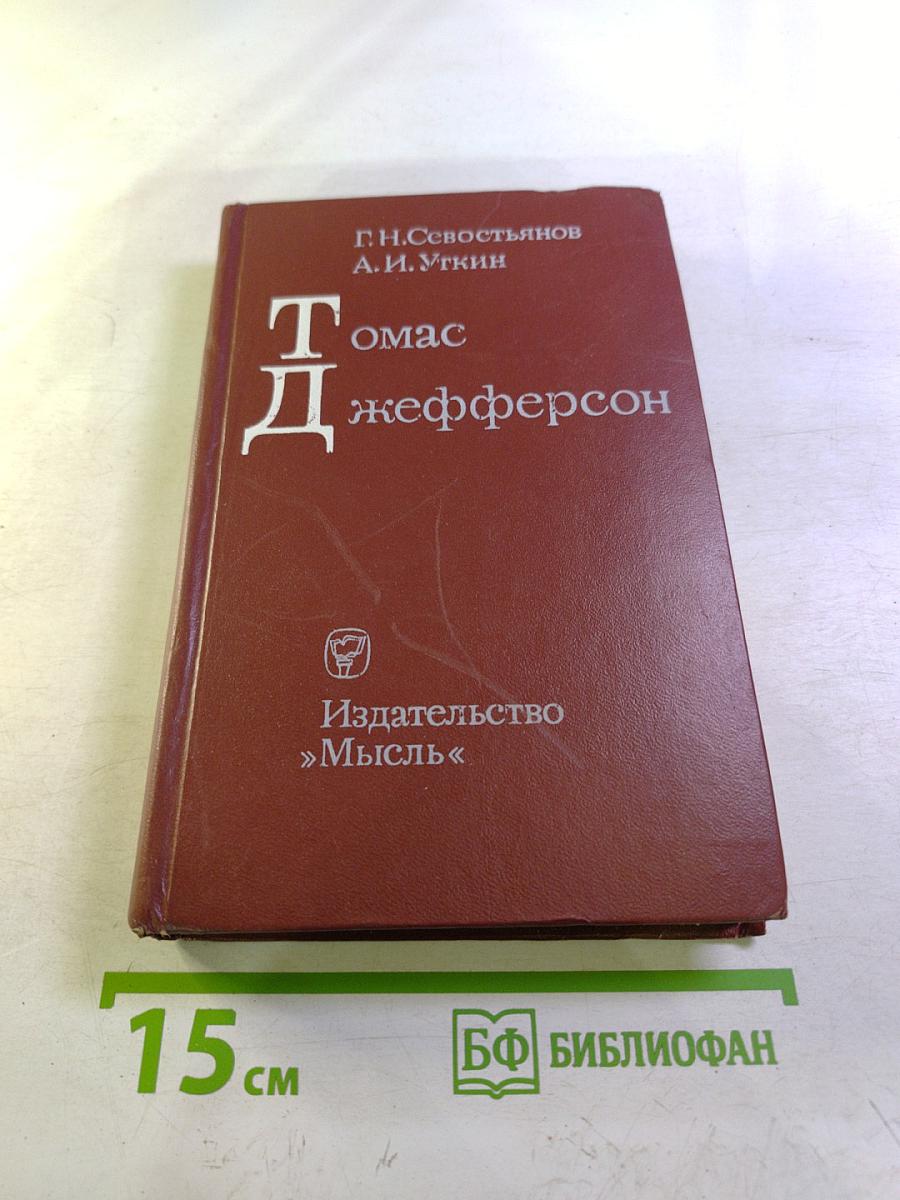 Г. Н. Севостьянов
А. И. Уткин
Томас
Джефферсон
Издательство
»Мысль«
15 см
БФ БИБЛИОФАН